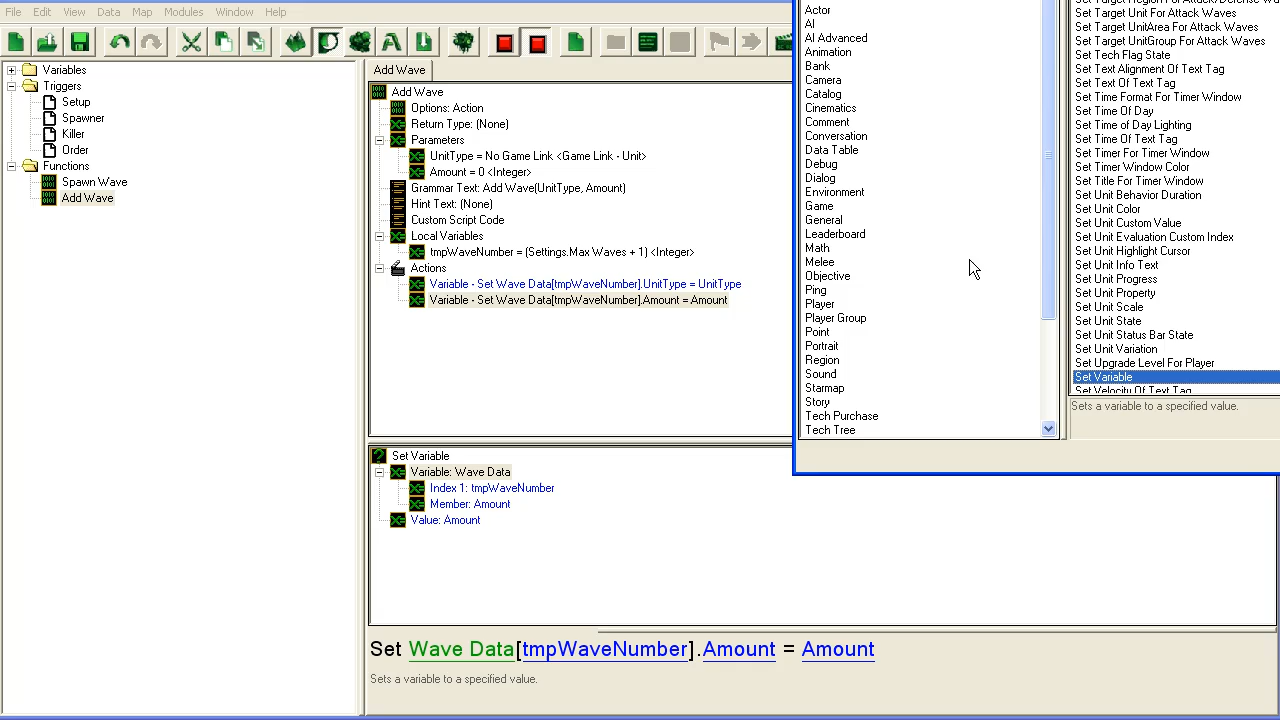 File Edit View Data Map Modules Window Help
Variables
Triggers
Setup
Spawner
Killer
Order
Functions
Spawn Wave
Add Wave
Add Wave
Add Wave
Options: Action
Return Type: (None)
Parameters
UnitType = No Game Link <Game Link - Unit>
Amount = 0 <Integer>
Grammar Text: Add Wave(UnitType, Amount)
Hint Text: (None)
Custom Script Code
Local Variables
tmpWaveNumber = (Settings.Max Waves + 1) <Integer>
Actions
Variable - Set Wave Data[tmpWaveNumber].UnitType = UnitType
Variable - Set Wave Data[tmpWaveNumber].Amount = Amount
Set Variable
Variable: Wave Data
Index 1: tmpWaveNumber
Member: Amount
Value: Amount
Set Wave Data[tmpWaveNumber].Amount = Amount
Sets a variable to a specified value.
Actor
AI
AI Advanced
Animation
Bank
Camera
Catalog
Cinematics
Comment
Conversation
Data Table
Debug
Dialog
Environment
Game
General
Leaderboard
Math
Melee
Objective
Ping
Player
Player Group
Point
Portrait
Region
Sound
Starmap
Story
Tech Purchase
Tech Tree
Set Target Unit For Attack Waves
Set Target UnitArea For Attack Waves
Set Target UnitGroup For Attack Waves
Set Tech Flag State
Set Text Alignment Of Text Tag
Set Text Of Text Tag
Set Time Format For Timer Window
Set Time Of Day
Set Time of Day Lighting
Set Time Of Text Tag
Set Timer For Timer Window
Set Timer Window Color
Set Title For Timer Window
Set Unit Behavior Duration
Set Unit Color
Set Unit Custom Value
Set Unit Evaluation Custom Index
Set Unit Highlight Cursor
Set Unit Info Text
Set Unit Progress
Set Unit Property
Set Unit Scale
Set Unit State
Set Unit Status Bar State
Set Unit Variation
Set Upgrade Level For Player
Set Variable
Set Velocity Of Text Tag
Sets a variable to a specified value.